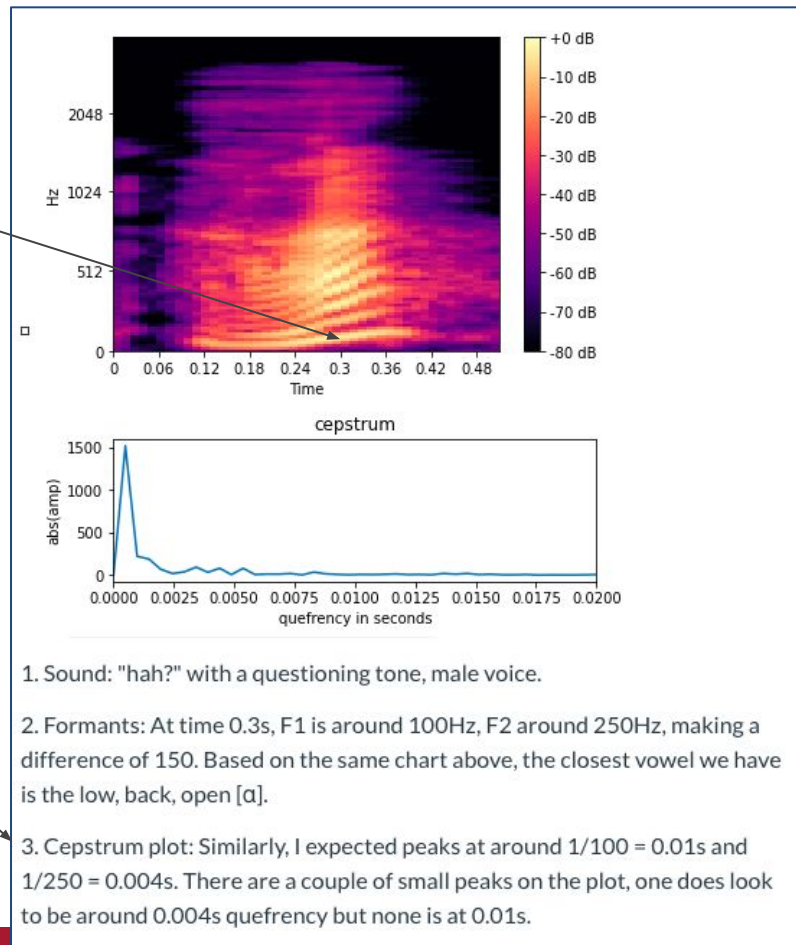 +0 dB
-10 dB
-20 dB
-30 dB
-40 dB
-50 dB
-60 dB
-70 dB
-80 dB
2048
1024
512
0
Hz
0 0.06 0.12 0.18 0.24 0.3 0.36 0.42 0.48
Time
cepstrum
1500
1000
500
0
abs(amp)
0.0000 0.0025 0.0050 0.0075 0.0100 0.0125 0.0150 0.0175 0.0200
quefrency in seconds
1. Sound: "hah?" with a questioning tone, male voice.
2. Formants: At time 0.3s, F1 is around 100Hz, F2 around 250Hz, making a
difference of 150. Based on the same chart above, the closest vowel we have
is the low, back, open [ɑ].
3. Cepstrum plot: Similarly, I expected peaks at around 1/100 = 0.01s and
1/250 = 0.004s. There are a couple of small peaks on the plot, one does look
to be around 0.004s quefrency but none is at 0.01s.